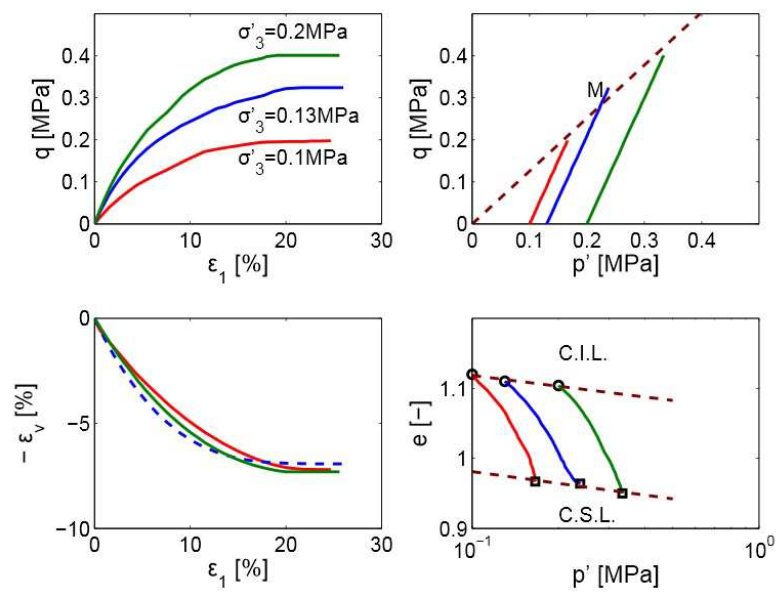 0.4
0.3
0.2
0.1
0
q [MPa]
σ'3=0.2MPa
σ'3=0.13MPa
σ'3=0.1MPa
0 10 20 30
ε1 [%]
0.4
0.3
0.2
0.1
0
q [MPa]
M
0 0.1 0.2 0.3 0.4
p' [MPa]
0
−5
−10
− εv [%]
0 10 20 30
ε1 [%]
1.1
1
0.9
e [−]
C.I.L.
C.S.L.
10−1 100
p' [MPa]